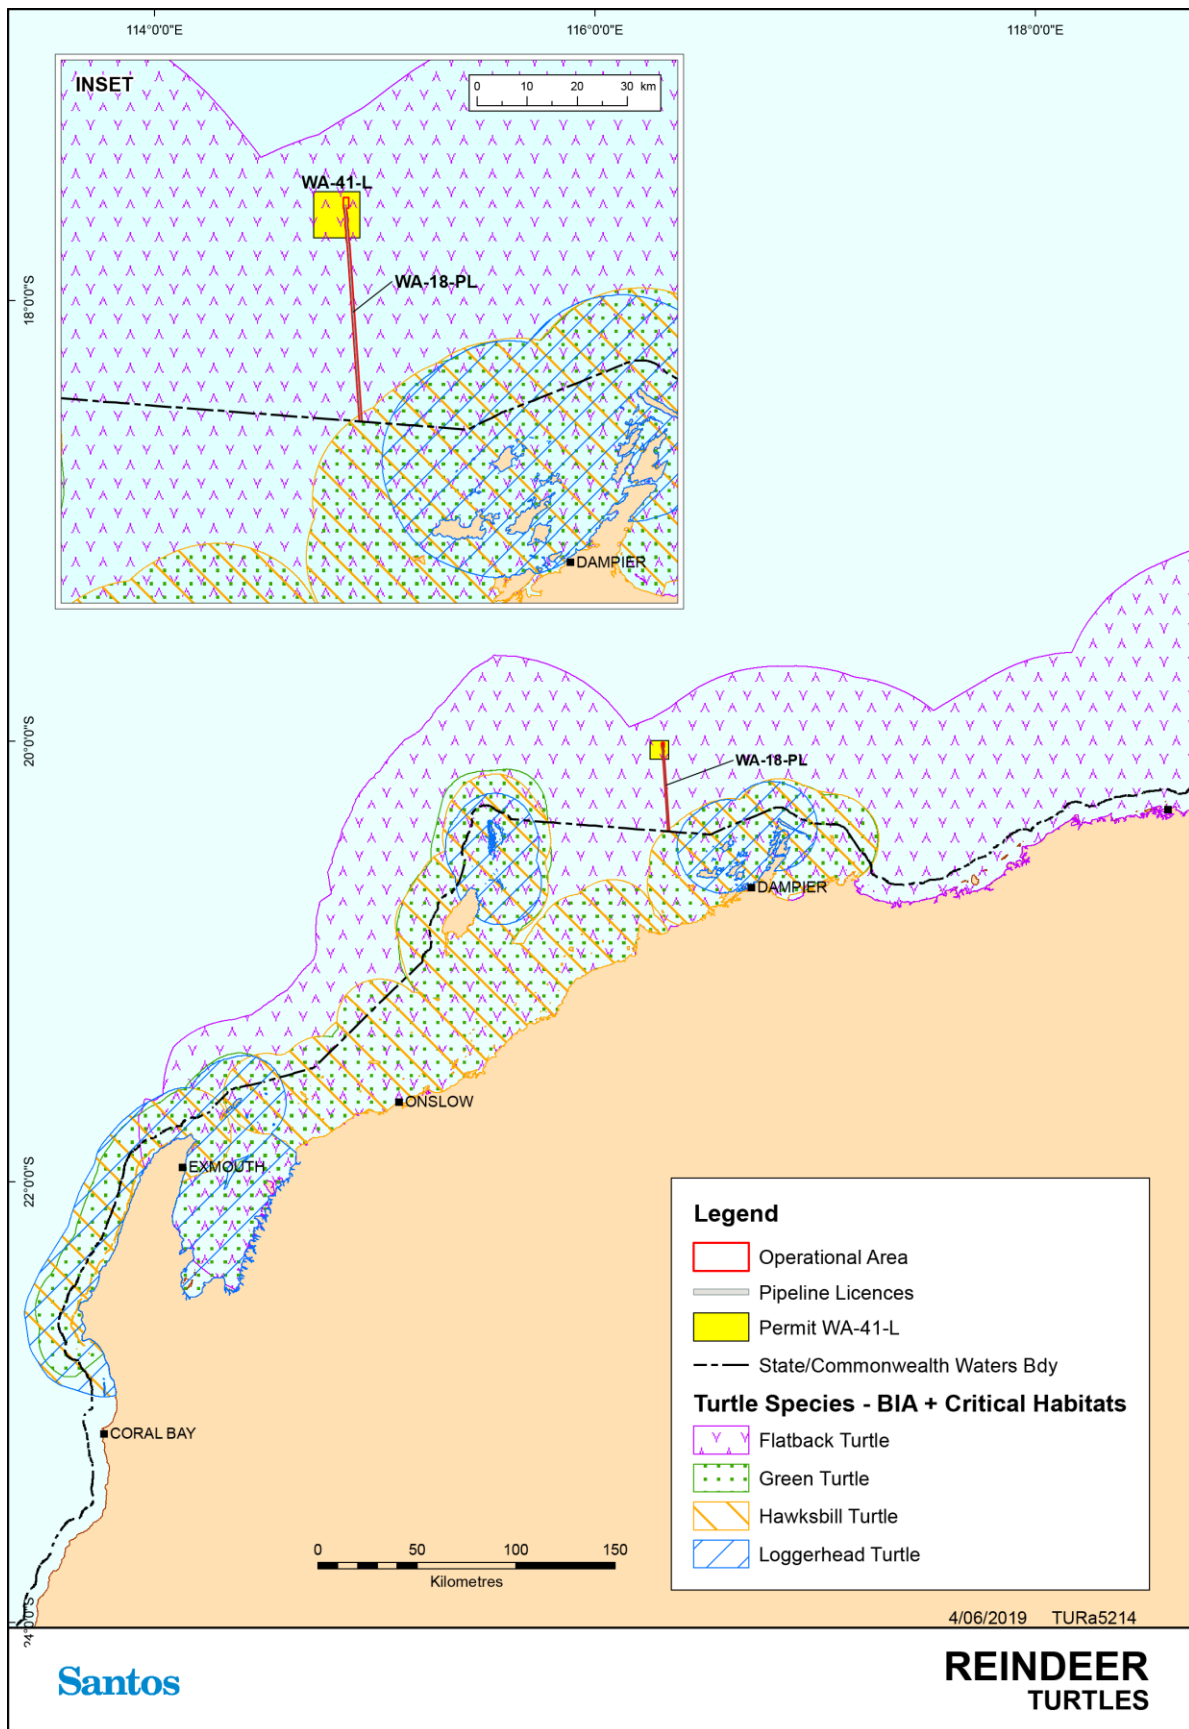 114°0'0"E
116°0'0"E
118°0'0"E
INSET
0 10 20 30 km
WA-41-L
WA-18-PL
DAMPIER
18°0'0"S
20°0'0"S
WA-18-PL
DAMPIER
ONSLOW
EXMOUTH
22°0'0"S
CORAL BAY
24°0'0"S
0 50 100 150
Kilometres
Legend
Operational Area
Pipeline Licences
Permit WA-41-L
State/Commonwealth Waters Bdy
Turtle Species - BIA + Critical Habitats
Flatback Turtle
Green Turtle
Hawksbill Turtle
Loggerhead Turtle
4/06/2019 TURa5214
Santos
REINDEER
TURTLES